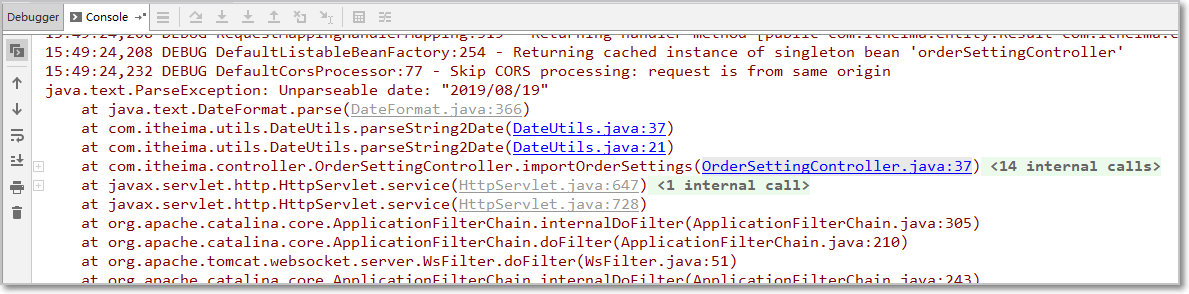 Debugger Console
15:49:24,208 DEBUG RequestMappingHandlerMapping:319 - Returning handler method [public com.itheima.entity.Result com.itheima.c
15:49:24,208 DEBUG DefaultListableBeanFactory:254 - Returning cached instance of singleton bean 'orderSettingController'
15:49:24,232 DEBUG DefaultCorsProcessor:77 - Skip CORS processing: request is from same origin
java.text.ParseException: Unparseable date: "2019/08/19"
at java.text.DateFormat.parse(DateFormat.java:366)
at com.itheima.utils.DateUtils.parseString2Date(DateUtils.java:37)
at com.itheima.utils.DateUtils.parseString2Date(DateUtils.java:21)
at com.itheima.controller.OrderSettingController.importOrderSettings(OrderSettingController.java:37) <14 internal calls>
at javax.servlet.http.HttpServlet.service(HttpServlet.java:647) <1 internal call>
at javax.servlet.http.HttpServlet.service(HttpServlet.java:728)
at org.apache.catalina.core.ApplicationFilterChain.internalDoFilter(ApplicationFilterChain.java:305)
at org.apache.catalina.core.ApplicationFilterChain.doFilter(ApplicationFilterChain.java:210)
at org.apache.tomcat.websocket.server.WsFilter.doFilter(WsFilter.java:51)
at org.apache.catalina.core.ApplicationFilterChain.internalDoFilter(ApplicationFilterChain.java:243)